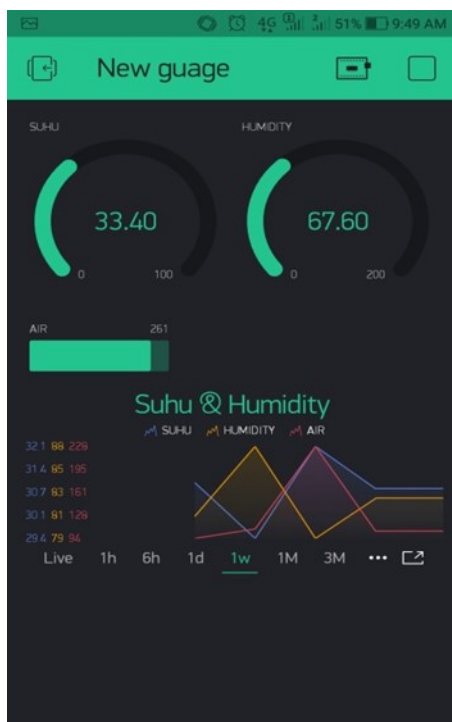 4G 51% 9:49 AM
New guage
SUHU HUMIDITY
33.40 67.60
0 100 0 200
AIR 261
Suhu & Humidity
SUHU HUMIDITY AIR
32.1 88 229
31.4 85 195
30.7 83 161
30.1 81 128
29.4 79 94
Live 1h 6h 1d 1w 1M 3M •••